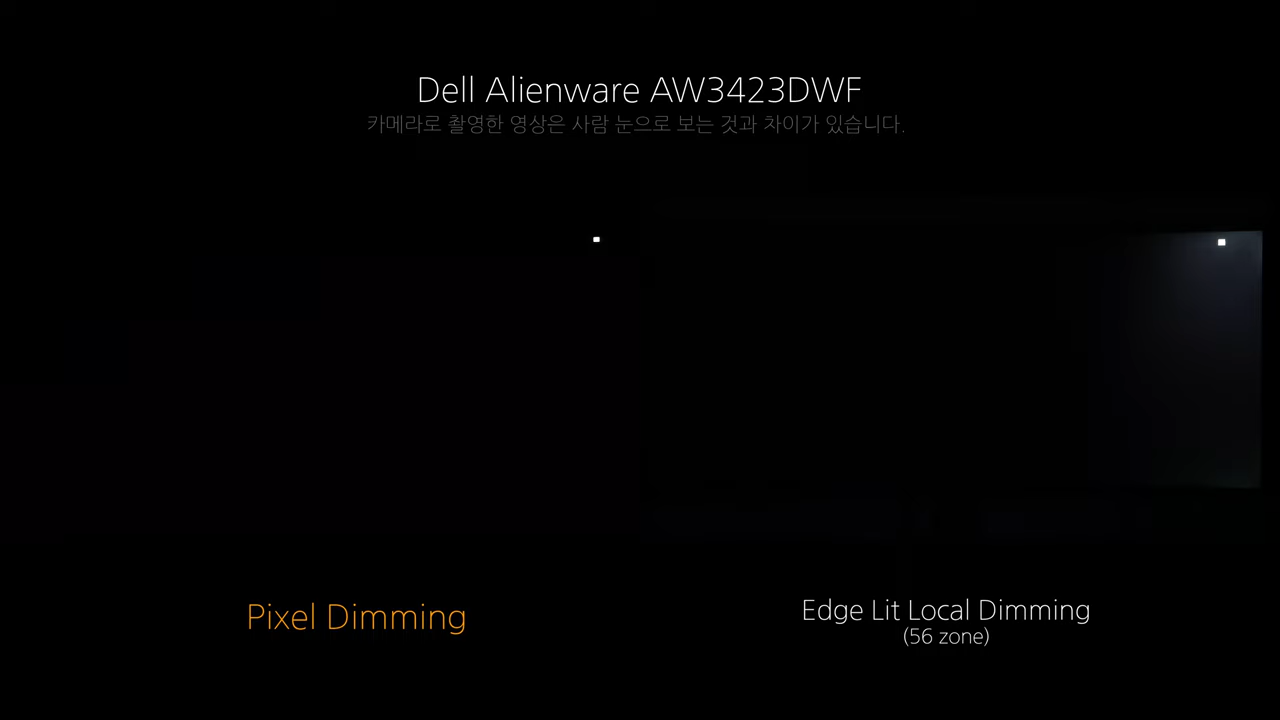 Dell Alienware AW3423DWF
카메라로 촬영한 영상은 사람 눈으로 보는 것과 차이가 있습니다.
Pixel Dimming
Edge Lit Local Dimming
(56 zone)